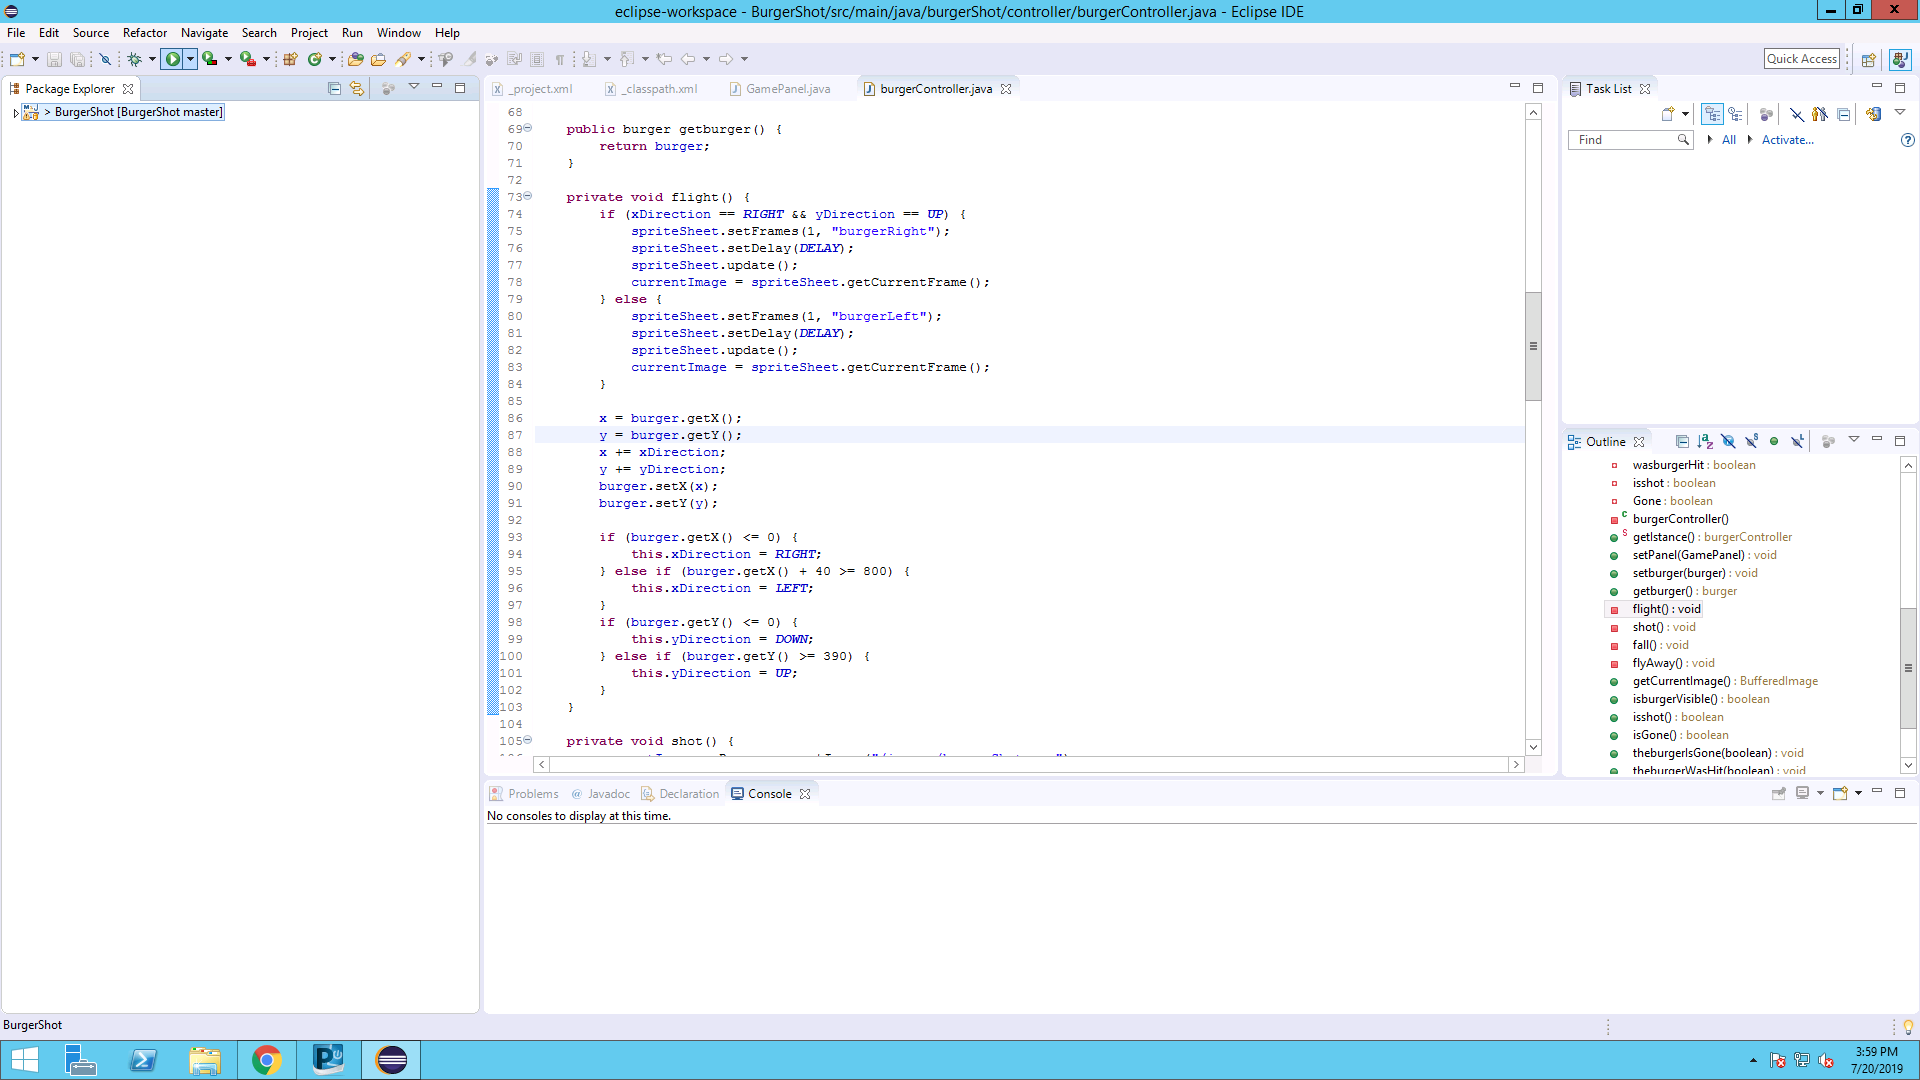 eclipse-workspace - BurgerShot/src/main/java/burgerShot/controller/burgerController.java - Eclipse IDE
File Edit Source Refactor Navigate Search Project Run Window Help
Quick Access
Package Explorer
> BurgerShot [BurgerShot master]
_project.xml _classpath.xml GamePanel.java burgerController.java
68
69 public burger getburger() {
70 return burger;
71 }
72
73 private void flight() {
74 if (xDirection == RIGHT && yDirection == UP) {
75 spriteSheet.setFrames(1, "burgerRight");
76 spriteSheet.setDelay(DELAY);
77 spriteSheet.update();
78 currentImage = spriteSheet.getCurrentFrame();
79 } else {
80 spriteSheet.setFrames(1, "burgerLeft");
81 spriteSheet.setDelay(DELAY);
82 spriteSheet.update();
83 currentImage = spriteSheet.getCurrentFrame();
84 }
85
86 x = burger.getX();
87 y = burger.getY();
88 x += xDirection;
89 y += yDirection;
90 burger.setX(x);
91 burger.setY(y);
92
93 if (burger.getX() <= 0) {
94 this.xDirection = RIGHT;
95 } else if (burger.getX() + 40 >= 800) {
96 this.xDirection = LEFT;
97 }
98 if (burger.getY() <= 0) {
99 this.yDirection = DOWN;
100 } else if (burger.getY() >= 390) {
101 this.yDirection = UP;
102 }
103 }
104
105 private void shot() {
Task List
Find
All Activate...
Outline
wasburgerHit : boolean
isshot : boolean
Gone : boolean
burgerController()
getIstance() : burgerController
setPanel(GamePanel) : void
setburger(burger) : void
getburger() : burger
flight() : void
shot() : void
fall() : void
flyAway() : void
getCurrentImage() : BufferedImage
isburgerVisible() : boolean
isshot() : boolean
isGone() : boolean
theburgerIsGone(boolean) : void
theburgerWasHit(boolean) : void
Problems @ Javadoc Declaration Console
No consoles to display at this time.
BurgerShot
3:59 PM
7/20/2019